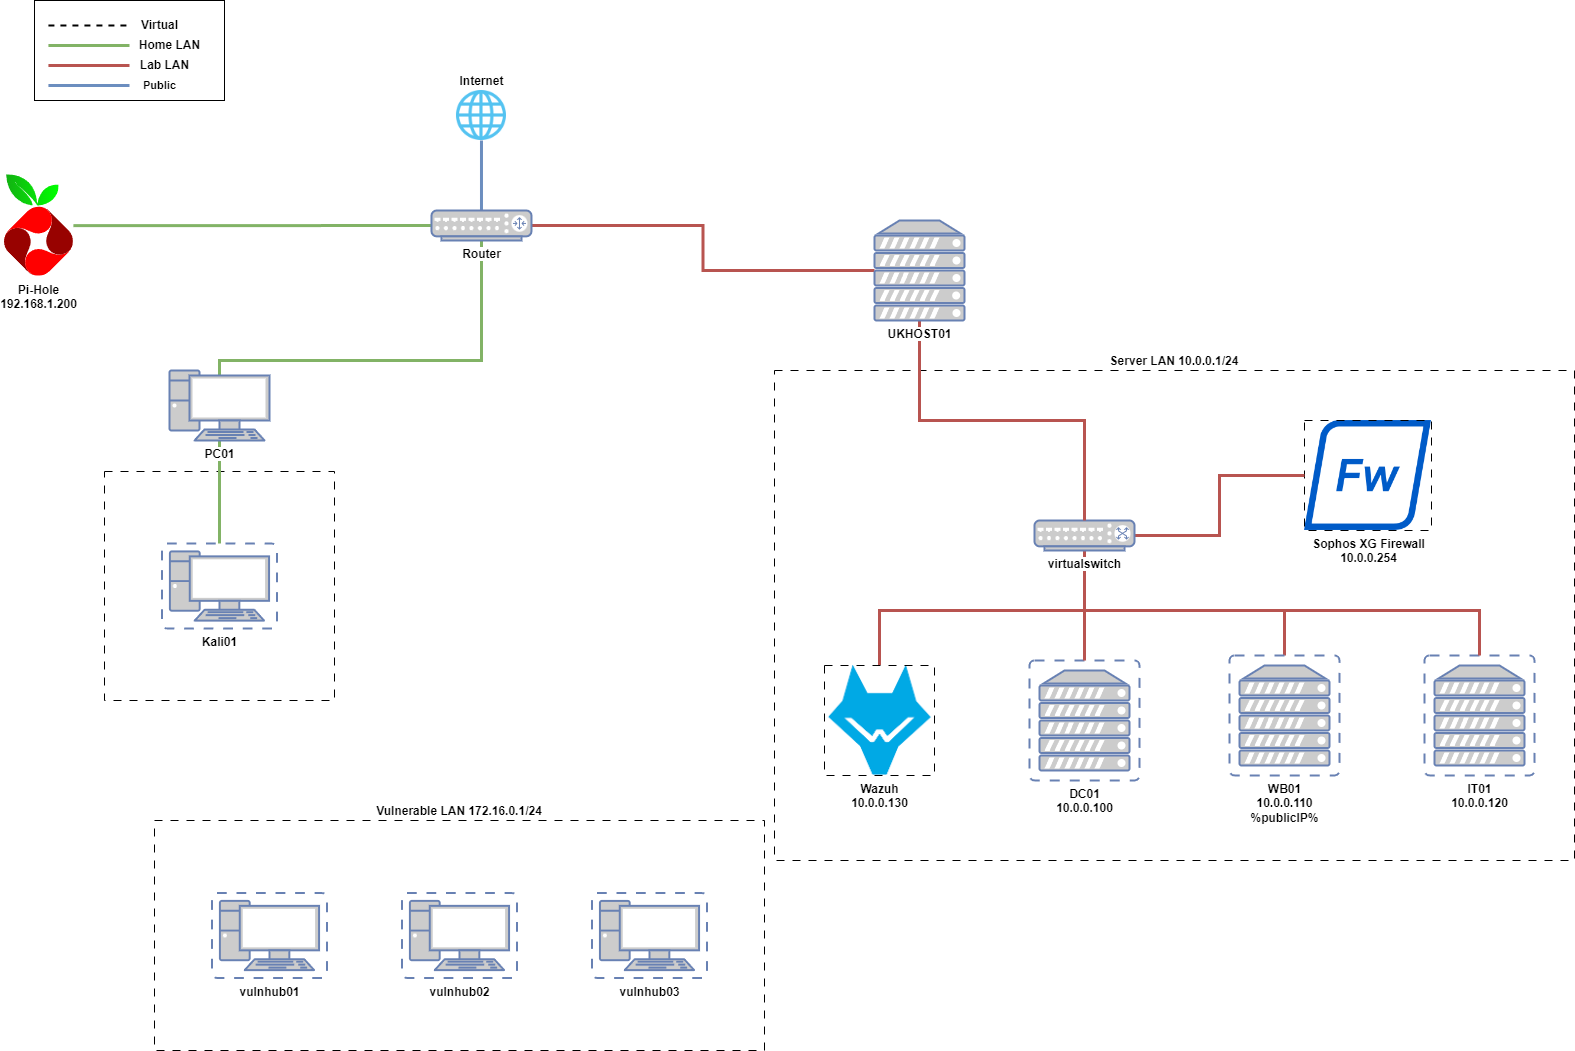 Virtual
Home LAN
Lab LAN
Public
Internet
Router
Pi-Hole
192.168.1.200
UKHOST01
PC01
Kali01
Server LAN 10.0.0.1/24
Fw
Sophos XG Firewall
10.0.0.254
virtualswitch
Wazuh
10.0.0.130
DC01
10.0.0.100
WB01
10.0.0.110
%publicIP%
IT01
10.0.0.120
Vulnerable LAN 172.16.0.1/24
vulnhub01
vulnhub02
vulnhub03